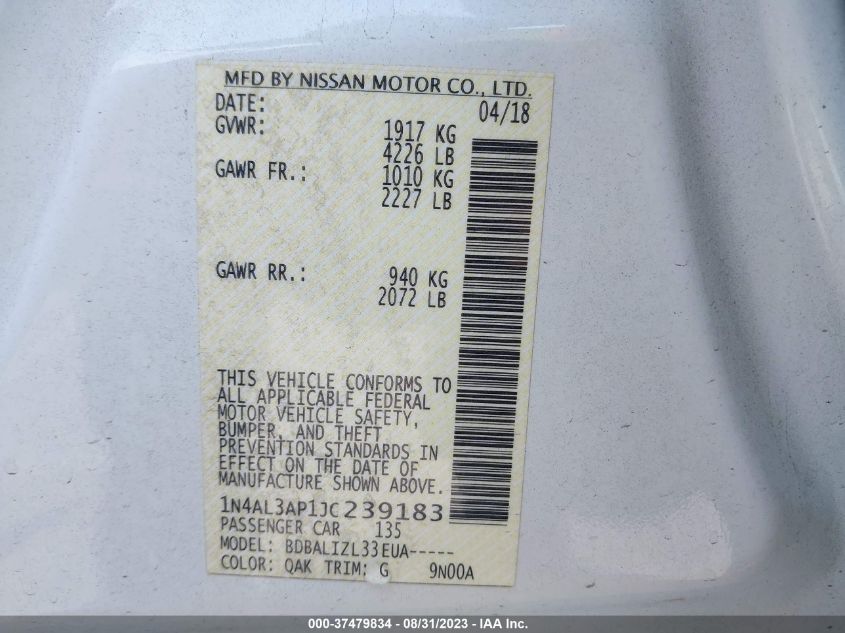 MFD BY NISSAN MOTOR CO., LTD.
DATE: 04/18
GVWR: 1917 KG
4226 LB
GAWR FR.: 1010 KG
2227 LB
GAWR RR.: 940 KG
2072 LB
THIS VEHICLE CONFORMS TO
ALL APPLICABLE FEDERAL
MOTOR VEHICLE SAFETY,
BUMPER, AND THEFT
PREVENTION STANDARDS IN
EFFECT ON THE DATE OF
MANUFACTURE SHOWN ABOVE.
1N4AL3AP1JC239183
PASSENGER CAR 135
MODEL: BDBALIZL33EUA-----
COLOR: QAK TRIM: G 9N00A
000-37479834 - 08/31/2023 - IAA Inc.